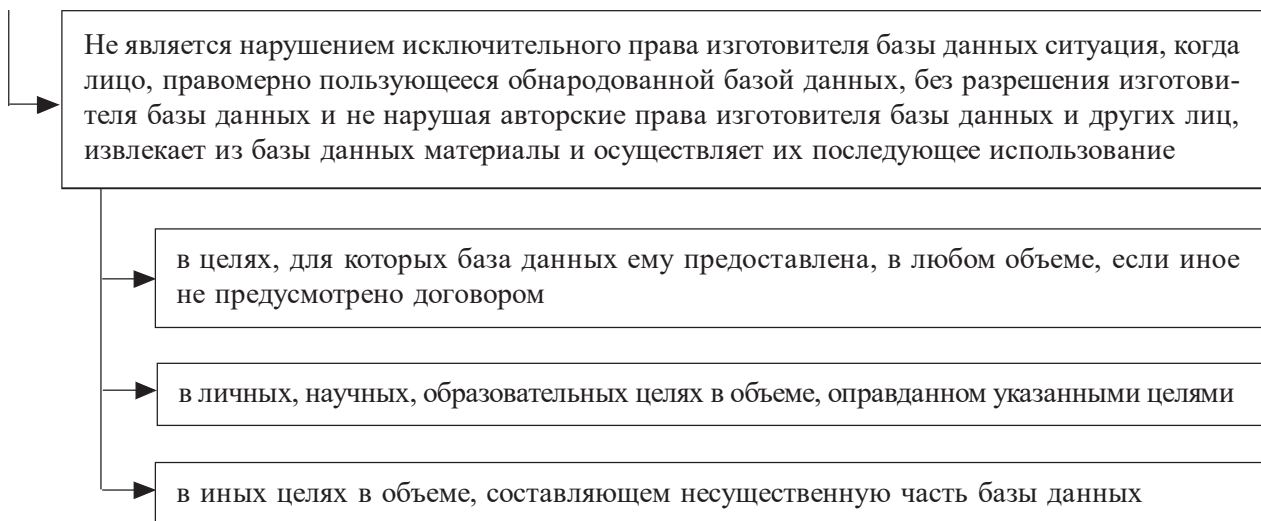 Не является нарушением исключительного права изготовителя базы данных ситуация, когда
лицо, правомерно пользующееся обнародованной базой данных, без разрешения изготови-
теля базы данных и не нарушая авторские права изготовителя базы данных и других лиц,
извлекает из базы данных материалы и осуществляет их последующее использование
в целях, для которых база данных ему предоставлена, в любом объеме, если иное
не предусмотрено договором
в личных, научных, образовательных целях в объеме, оправданном указанными целями
в иных целях в объеме, составляющем несущественную часть базы данных